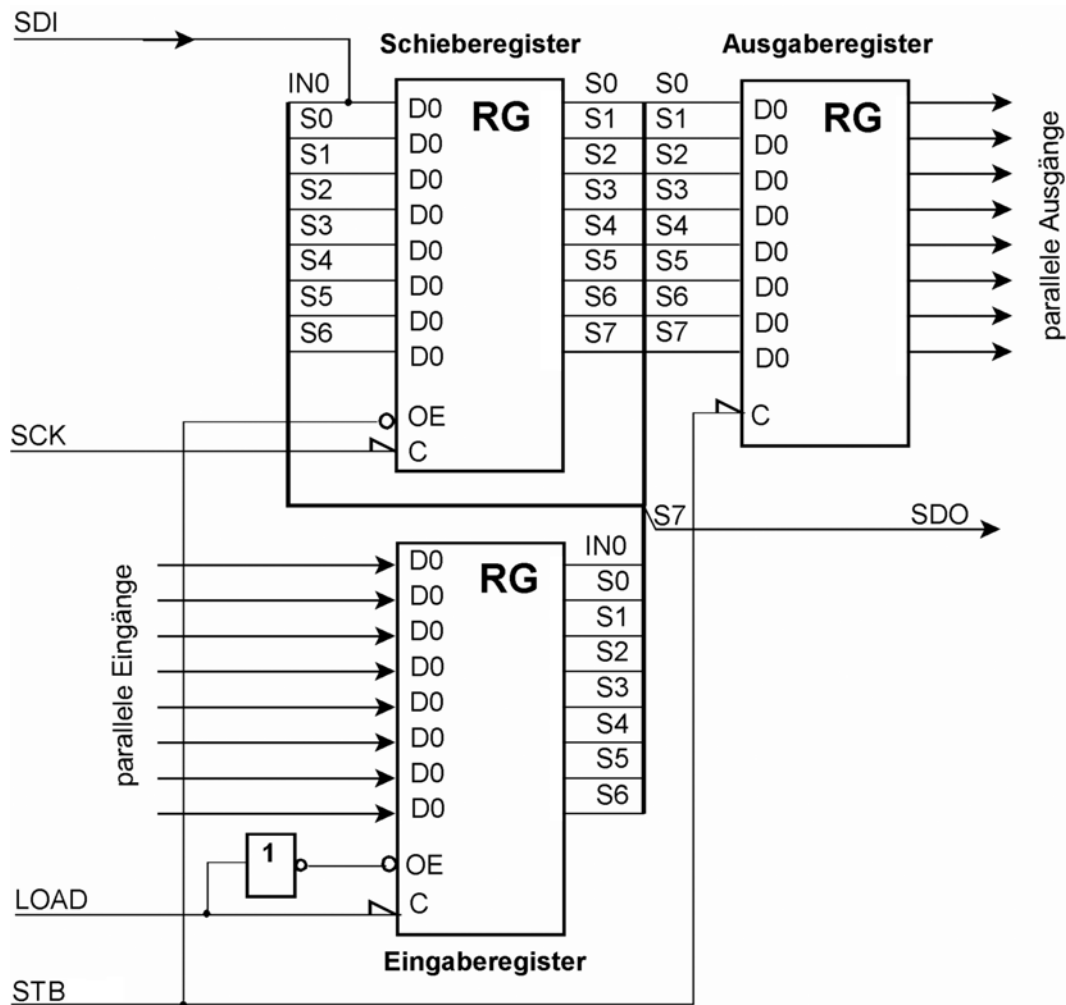 SDI
Schieberegister
Ausgaberegister
IN0
S0
S1
S2
S3
S4
S5
S6
D0
D0
D0
D0
D0
D0
D0
D0
RG
OE
C
S0
S1
S2
S3
S4
S5
S6
S7
S0
S1
S2
S3
S4
S5
S6
S7
D0
D0
D0
D0
D0
D0
D0
D0
RG
C
parallele Ausgänge
SCK
S7
SDO
parallele Eingänge
D0
D0
D0
D0
D0
D0
D0
D0
RG
OE
C
IN0
S0
S1
S2
S3
S4
S5
S6
1
LOAD
Eingaberegister
STB